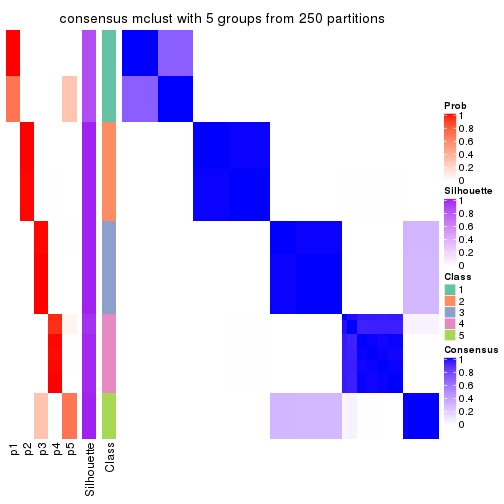 consensus mclust with 5 groups from 250 partitions
Prob
1
0.8
0.6
0.4
0.2
0
Silhouette
1
0.8
0.6
0.4
0.2
0
Class
1
2
3
4
5
Consensus
1
0.8
0.6
0.4
0.2
0
p1
p2
p3
p4
p5
Silhouette
Class